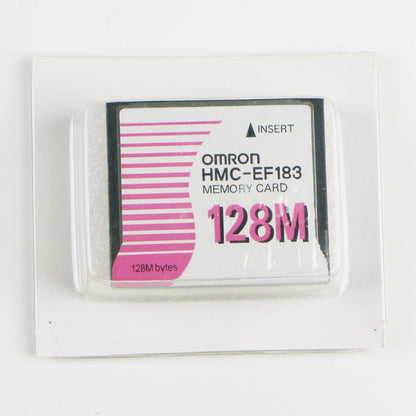 ▲ INSERT
omron
HMC-EF183
MEMORY CARD
128M
128M bytes